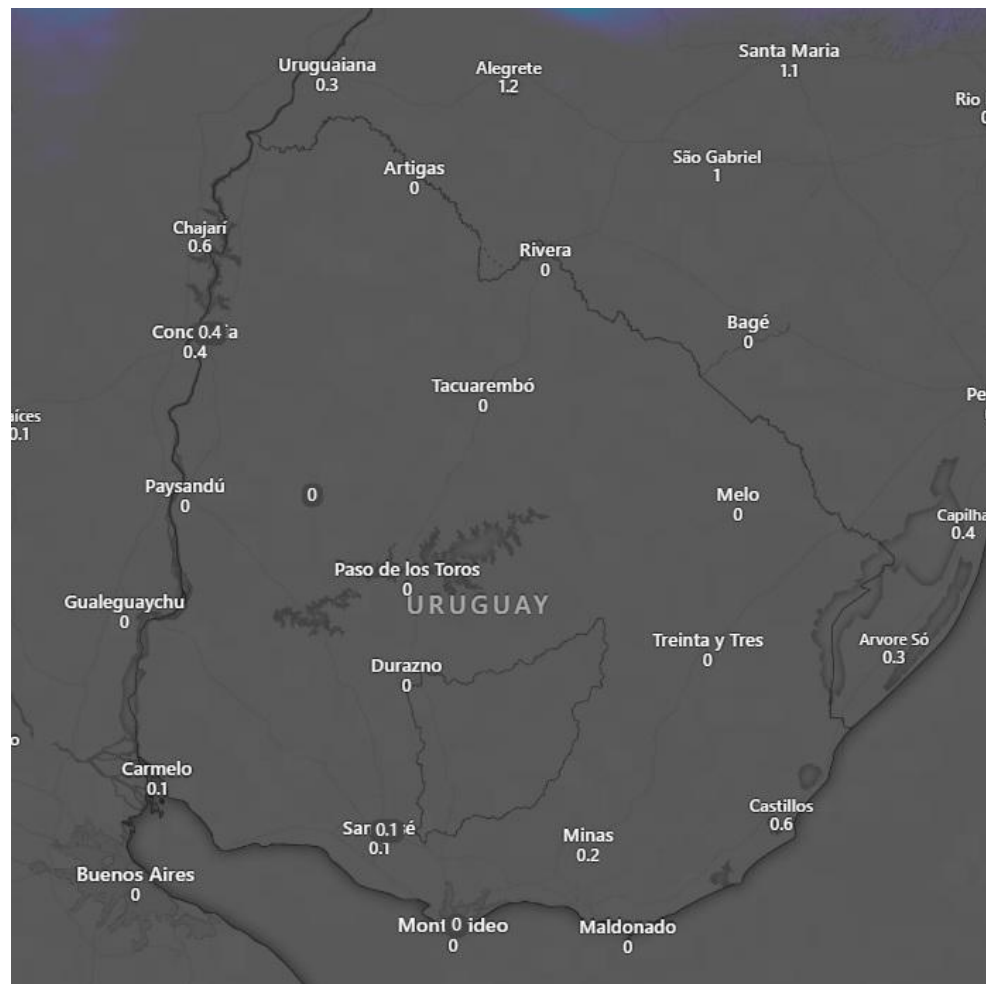 Santa Maria
1.1
Uruguaiana
0.3
Alegrete
1.2
Rio
São Gabriel
1
Artigas
0
Chajarí
0.6
Rivera
0
Bagé
0
0.4
0.4
Tacuarembó
0
Paysandú
0
0
Melo
0
Capilha
0.4
Paso de los Toros
0
URUGUAY
Gualeguaychu
0
Treinta y Tres
0
Arvore Só
0.3
Durazno
0
Carmelo
0.1
Castillos
0.6
0.1
0.1
Minas
0.2
Buenos Aires
0
Mont 0 ideo
0
Maldonado
0